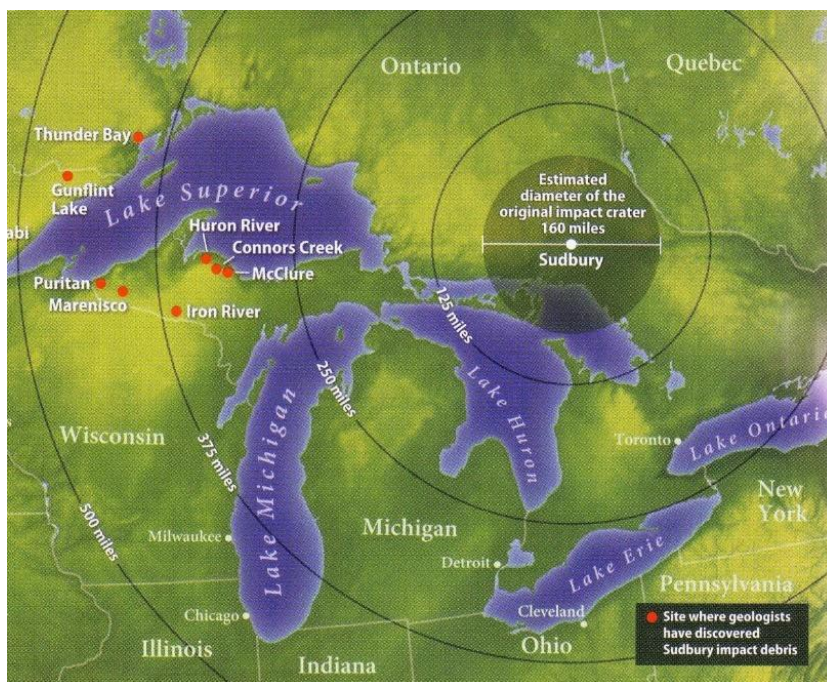 Ontario
Quebec
Thunder Bay
Gunflint
Lake
Lake Superior
Estimated
diameter of the
original impact crater
160 miles
Sudbury
Huron River
Connors Creek
McClure
abi
Puritan
Marenisco
Iron River
125 miles
250 miles
375 miles
500 miles
Lake Huron
Lake Michigan
Wisconsin
Toronto
Lake Ontario
New
York
Milwaukee
Michigan
Detroit
Lake Erie
Pennsylvania
Chicago
Cleveland
Illinois
Indiana
Ohio
Site where geologists
have discovered
Sudbury impact debris